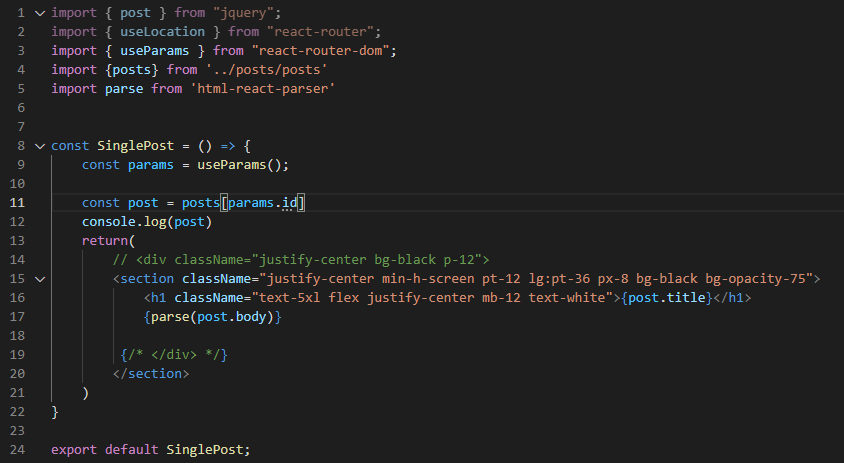 1 import { post } from "jquery";
2 import { useLocation } from "react-router";
3 import { useParams } from "react-router-dom";
4 import {posts} from '../posts/posts'
5 import parse from 'html-react-parser'
6
7
8 const SinglePost = () => {
9     const params = useParams();
10
11     const post = posts[params.id]
12     console.log(post)
13     return(
14         // <div className="justify-center bg-black p-12">
15         <section className="justify-center min-h-screen pt-12 lg:pt-36 px-8 bg-black bg-opacity-75">
16             <h1 className="text-5xl flex justify-center mb-12 text-white">{post.title}</h1>
17             {parse(post.body)}
18
19          {/* </div> */}
20         </section>
21     )
22 }
23
24 export default SinglePost;